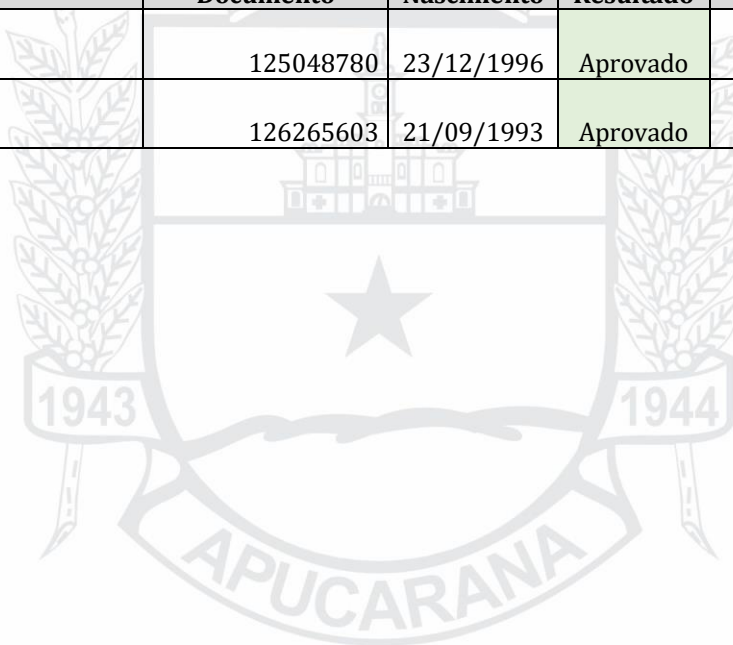 Documento Nascimento Resultado
125048780 23/12/1996 Aprovado
126265603 21/09/1993 Aprovado
1943 1944
APUCARANA